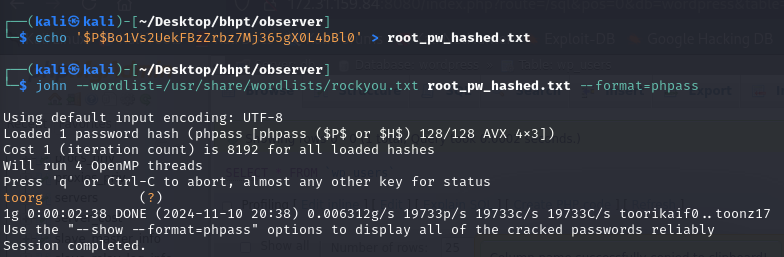 ┌──(kali㉿kali)-[~/Desktop/bhpt/observer]
└─$ echo '$P$Bo1Vs2UekFBzZrbz7Mj365gX0L4bBl0' > root_pw_hashed.txt
┌──(kali㉿kali)-[~/Desktop/bhpt/observer]
└─$ john --wordlist=/usr/share/wordlists/rockyou.txt root_pw_hashed.txt --format=phpass
Using default input encoding: UTF-8
Loaded 1 password hash (phpass [phpass ($P$ or $H$) 128/128 AVX 4x3])
Cost 1 (iteration count) is 8192 for all loaded hashes
Will run 4 OpenMP threads
Press 'q' or Ctrl-C to abort, almost any other key for status
toorg            (?)
1g 0:00:02:38 DONE (2024-11-10 20:38) 0.006312g/s 19733p/s 19733c/s 19733C/s toorikaif0..toonz17
Use the "--show --format=phpass" options to display all of the cracked passwords reliably
Session completed.